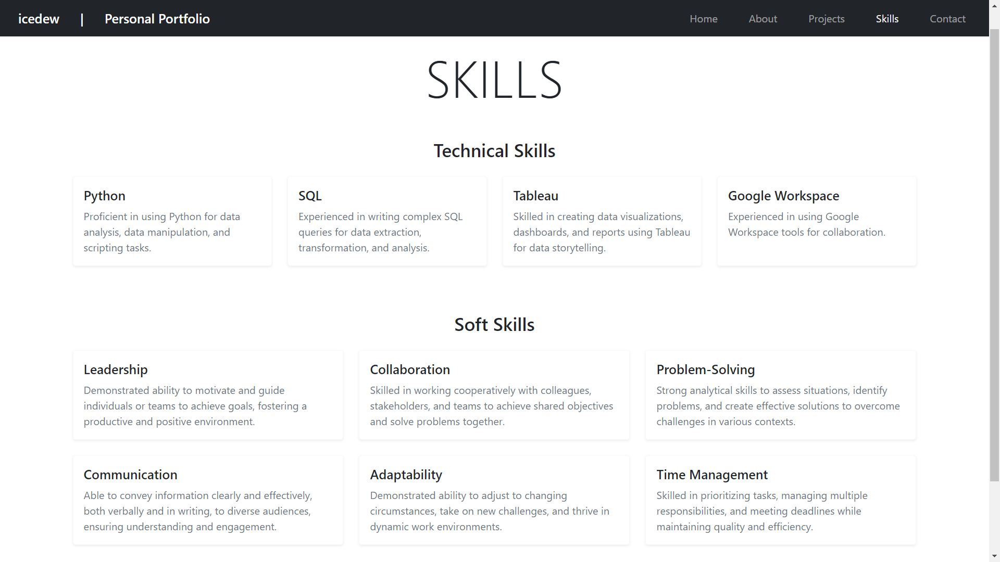 icedew | Personal Portfolio Home About Projects Skills Contact
SKILLS
Technical Skills
Python
Proficient in using Python for data
analysis, data manipulation, and
scripting tasks.
SQL
Experienced in writing complex SQL
queries for data extraction,
transformation, and analysis.
Tableau
Skilled in creating data visualizations,
dashboards, and reports using Tableau
for data storytelling.
Google Workspace
Experienced in using Google
Workspace tools for collaboration.
Soft Skills
Leadership
Demonstrated ability to motivate and guide
individuals or teams to achieve goals, fostering a
productive and positive environment.
Collaboration
Skilled in working cooperatively with colleagues,
stakeholders, and teams to achieve shared objectives
and solve problems together.
Problem-Solving
Strong analytical skills to assess situations, identify
problems, and create effective solutions to overcome
challenges in various contexts.
Communication
Able to convey information clearly and effectively,
both verbally and in writing, to diverse audiences,
ensuring understanding and engagement.
Adaptability
Demonstrated ability to adjust to changing
circumstances, take on new challenges, and thrive in
dynamic work environments.
Time Management
Skilled in prioritizing tasks, managing multiple
responsibilities, and meeting deadlines while
maintaining quality and efficiency.